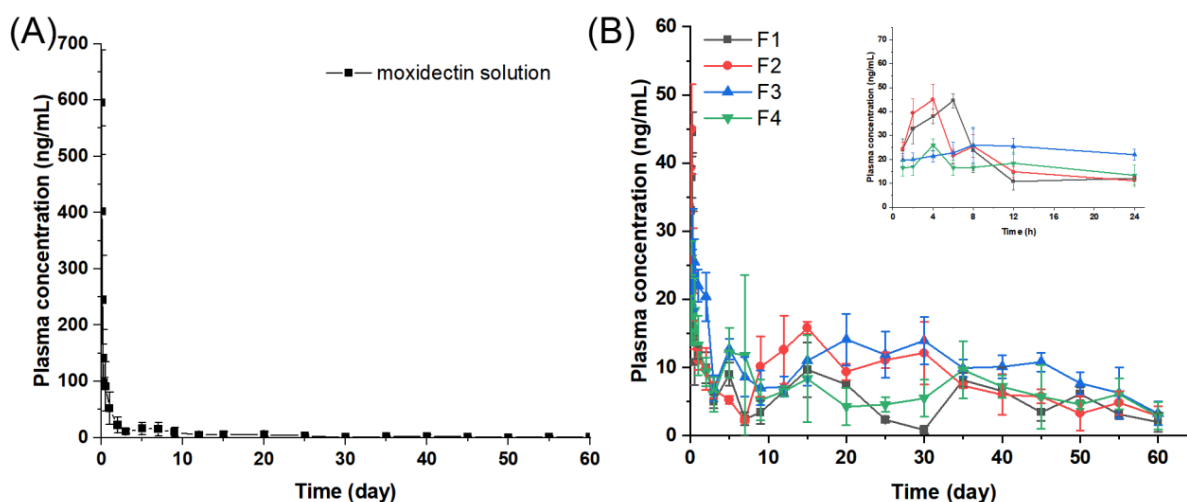 (A)
700
600
500
400
300
200
100
0
Plasma concentration (ng/mL)
moxidectin solution
0 10 20 30 40 50 60
Time (day)
(B)
60
50
40
30
20
10
0
Plasma concentration (ng/mL)
F1
F2
F3
F4
70
60
50
40
30
20
10
0
Plasma concentration (ng/mL)
0 4 8 12 16 20 24
Time (h)
0 10 20 30 40 50 60
Time (day)